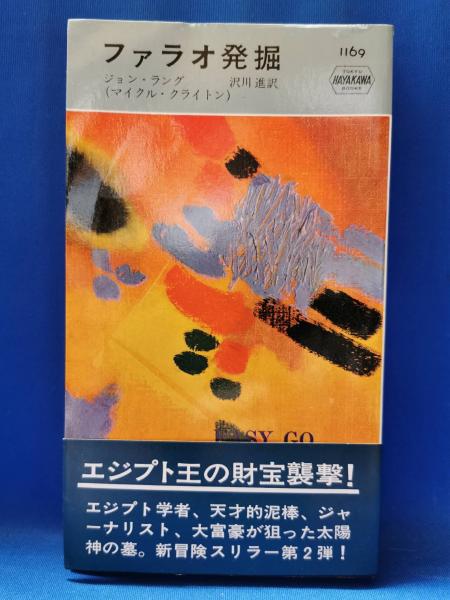 ファラオ発掘
1169
ジョン・ラング 沢川進訳
(マイクル・クライトン)
TOKYO
HAYAKAWA
BOOKS
SY GO
エジプト王の財宝襲撃!
エジプト学者、天才的泥棒、ジャ
ーナリスト、大富豪が狙った太陽
神の墓。新冒険スリラー第2弾!